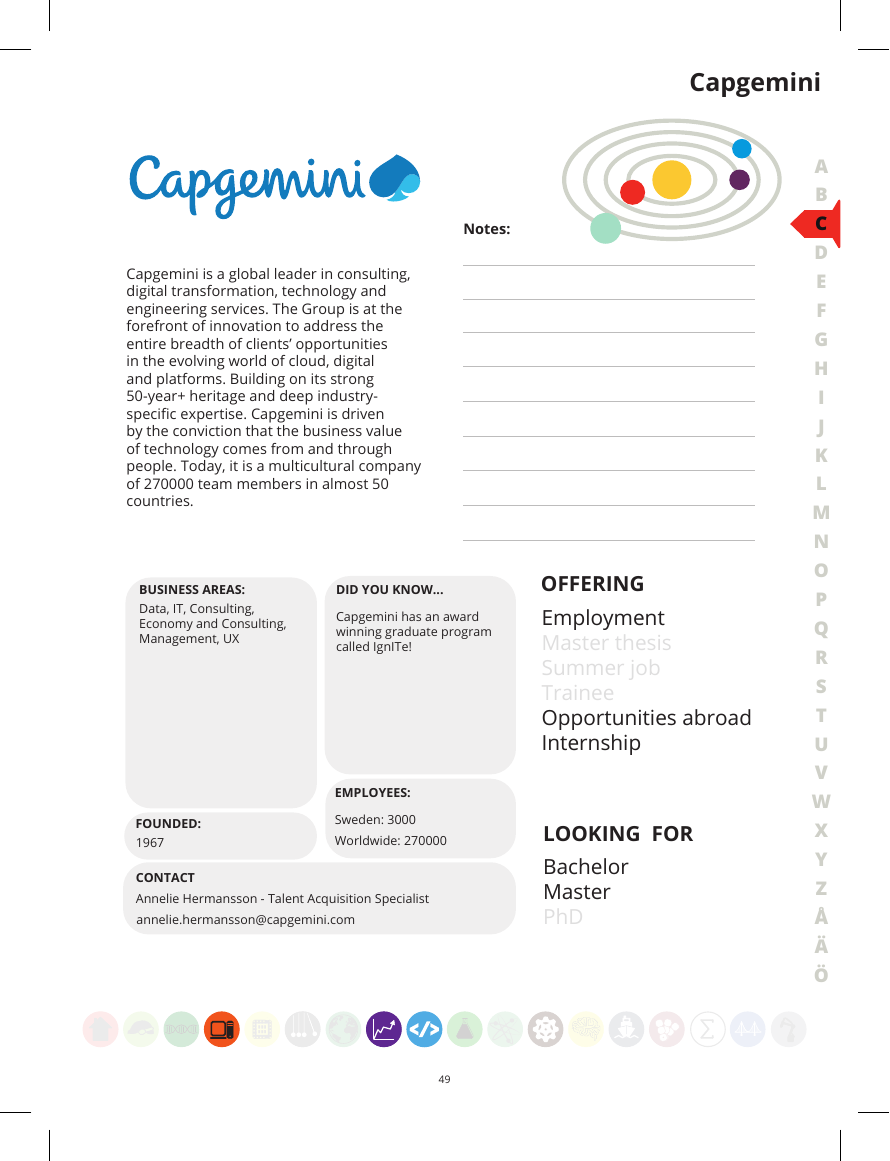 Capgemini
Capgemini
Notes:
Capgemini is a global leader in consulting,
digital transformation, technology and
engineering services. The Group is at the
forefront of innovation to address the
entire breadth of clients’ opportunities
in the evolving world of cloud, digital
and platforms. Building on its strong
50-year+ heritage and deep industry-
specific expertise. Capgemini is driven
by the conviction that the business value
of technology comes from and through
people. Today, it is a multicultural company
of 270000 team members in almost 50
countries.
BUSINESS AREAS:
Data, IT, Consulting,
Economy and Consulting,
Management, UX
DID YOU KNOW...
Capgemini has an award
winning graduate program
called IgnITe!
FOUNDED:
1967
EMPLOYEES:
Sweden: 3000
Worldwide: 270000
CONTACT
Annelie Hermansson - Talent Acquisition Specialist
annelie.hermansson@capgemini.com
OFFERING
Employment
Master thesis
Summer job
Trainee
Opportunities abroad
Internship
LOOKING FOR
Bachelor
Master
PhD
A
B
C
D
E
F
G
H
I
J
K
L
M
N
O
P
Q
R
S
T
U
V
W
X
Y
Z
Å
Ä
Ö
</>
Σ
49